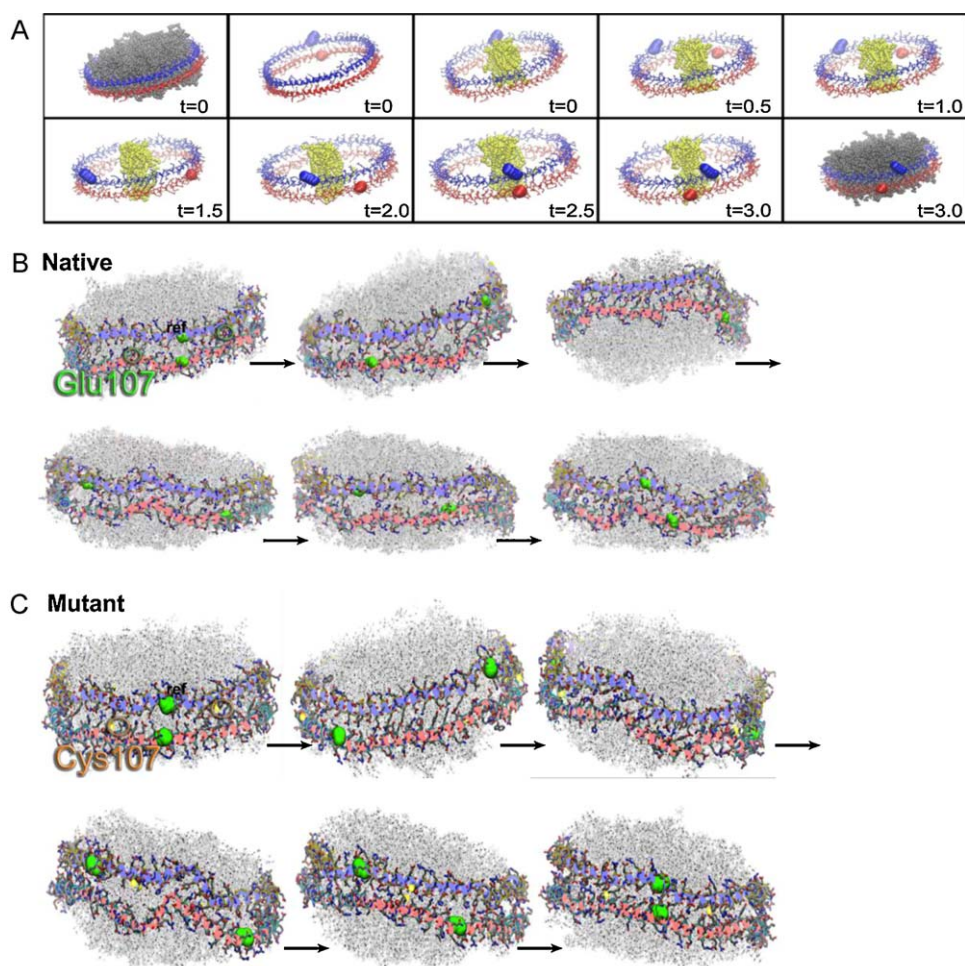 A
t=0
t=0
t=0
t=0.5
t=1.0
t=1.5
t=2.0
t=2.5
t=3.0
t=3.0
B Native
ref
Glu107
C Mutant
ref
Cys107